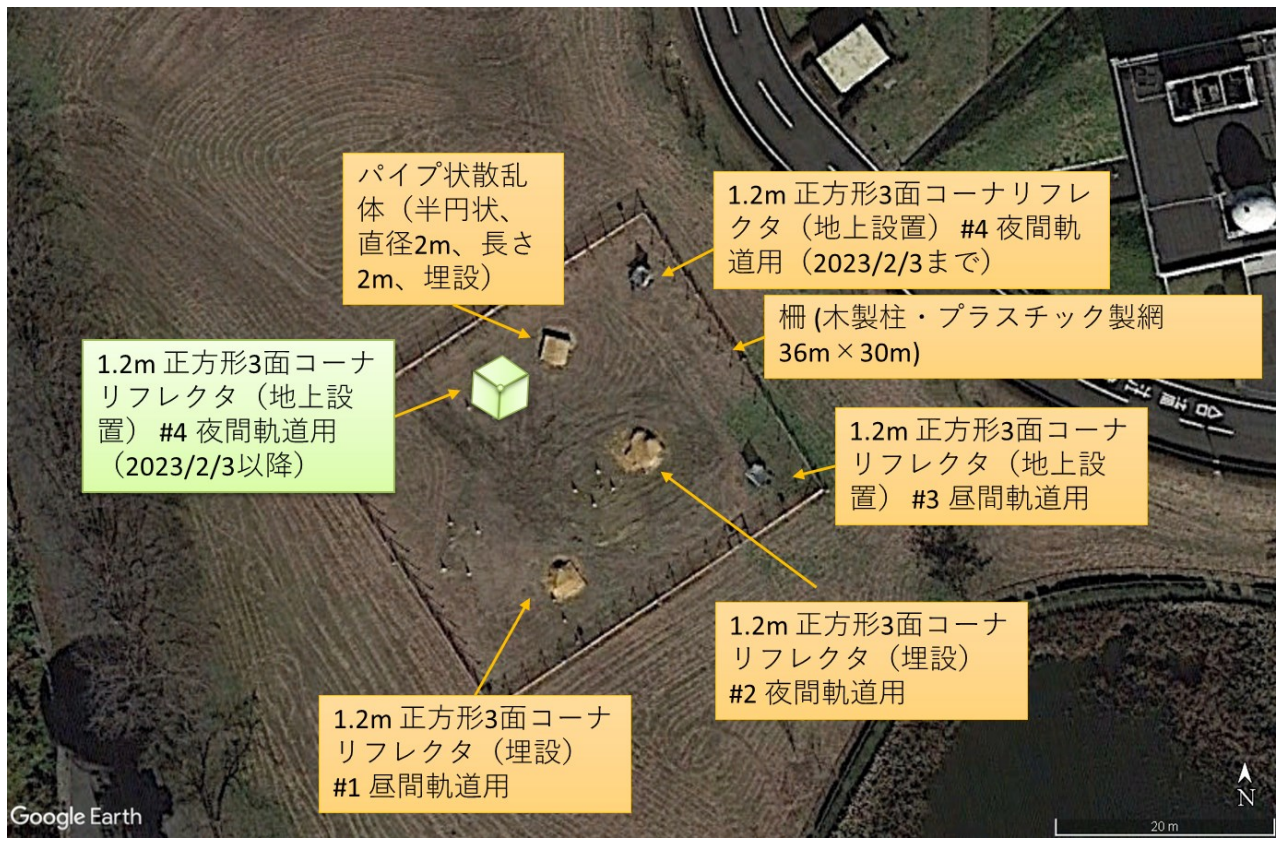 パイプ状散乱
体（半円状、
直径2m、長さ
2m、埋設）
1.2m 正方形3面コーナリフレ
クタ（地上設置） #4 夜間軌
道用（2023/2/3まで）
柵 (木製柱・プラスチック製網
36m×30m)
1.2m 正方形3面コーナ
リフレクタ（地上設
置） #4 夜間軌道用
（2023/2/3以降）
1.2m 正方形3面コーナ
リフレクタ（地上設
置） #3 昼間軌道用
1.2m 正方形3面コーナ
リフレクタ（埋設）
#2 夜間軌道用
1.2m 正方形3面コーナ
リフレクタ（埋設）
#1 昼間軌道用
Google Earth
N
20 m